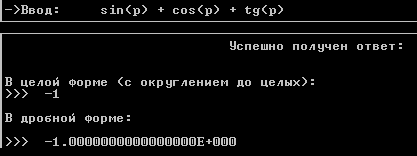 ->Ввод: sin(p) + cos(p) + tg(p)
Успешно получен ответ:
В целой форме (с округлением до целых):
>>> -1
В дробной форме:
>>> -1.0000000000000000E+000